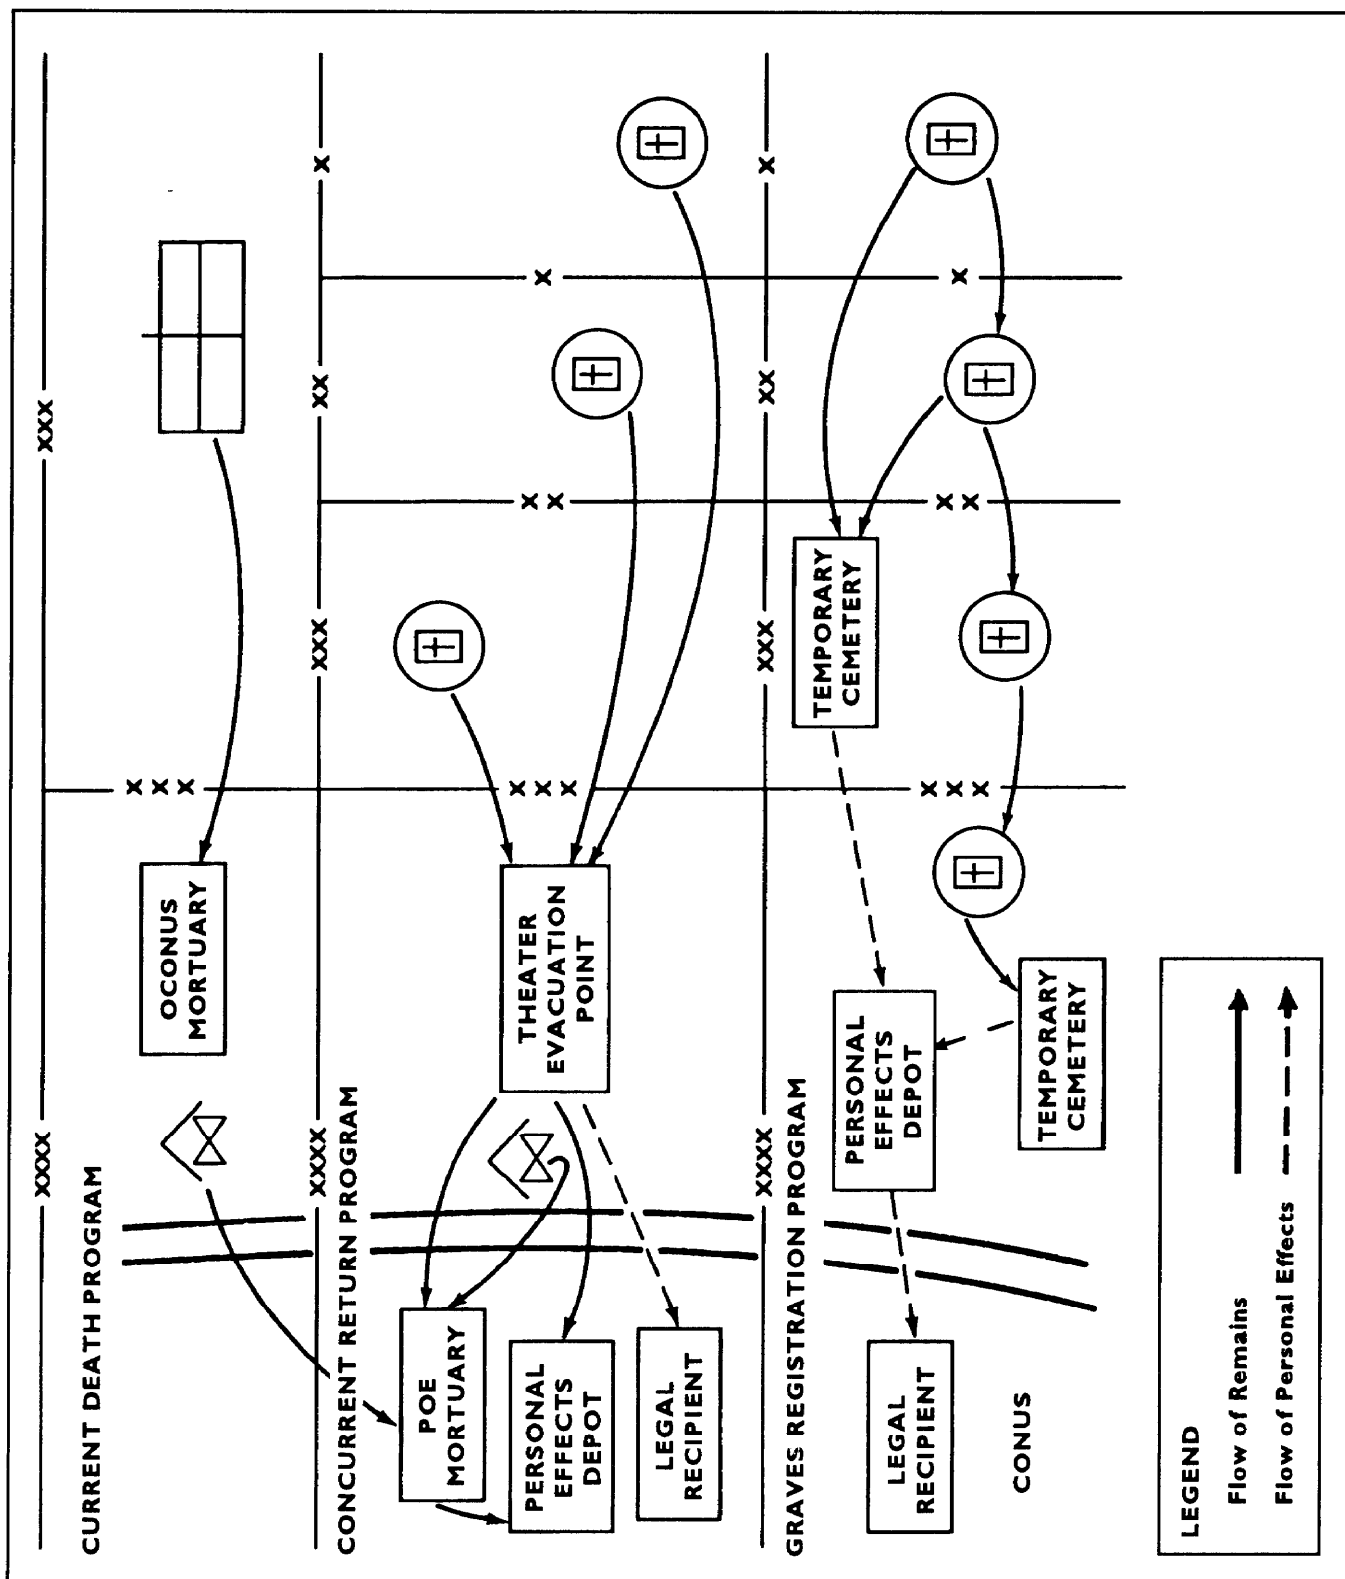 CURRENT DEATH PROGRAM
XXXX
XXX
OCONUS
MORTUARY
XXX
CONCURRENT RETURN PROGRAM
XXXX
XXX
XX
X
POE
MORTUARY
PERSONAL
EFFECTS
DEPOT
LEGAL
RECIPIENT
THEATER
EVACUATION
POINT
XXX
XX
X
GRAVES REGISTRATION PROGRAM
XXXX
XXX
XX
X
LEGAL
RECIPIENT
PERSONAL
EFFECTS
DEPOT
TEMPORARY
CEMETERY
TEMPORARY
CEMETERY
XXX
XX
X
CONUS
LEGEND
Flow of Remains
Flow of Personal Effects